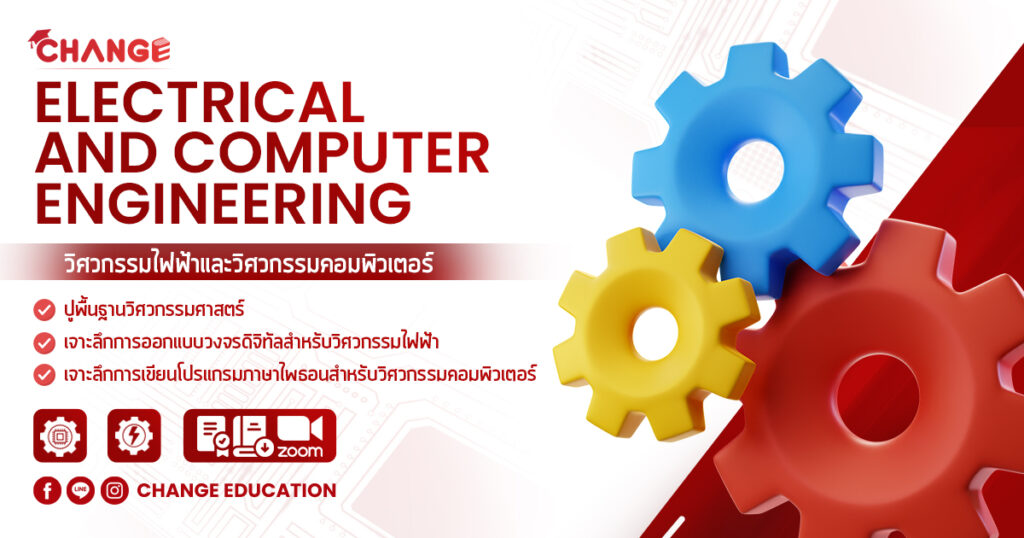 CHANGE
ELECTRICAL
AND COMPUTER
ENGINEERING
วิศวกรรมไฟฟ้าและวิศวกรรมคอมพิวเตอร์
ปูพื้นฐานวิศวกรรมศาสตร์
เจาะลึกการออกแบบวงจรดิจิทัลสำหรับวิศวกรรมไฟฟ้า
เจาะลึกการเขียนโปรแกรมภาษาไพธอนสำหรับวิศวกรรมคอมพิวเตอร์
zoom
LINE
CHANGE EDUCATION